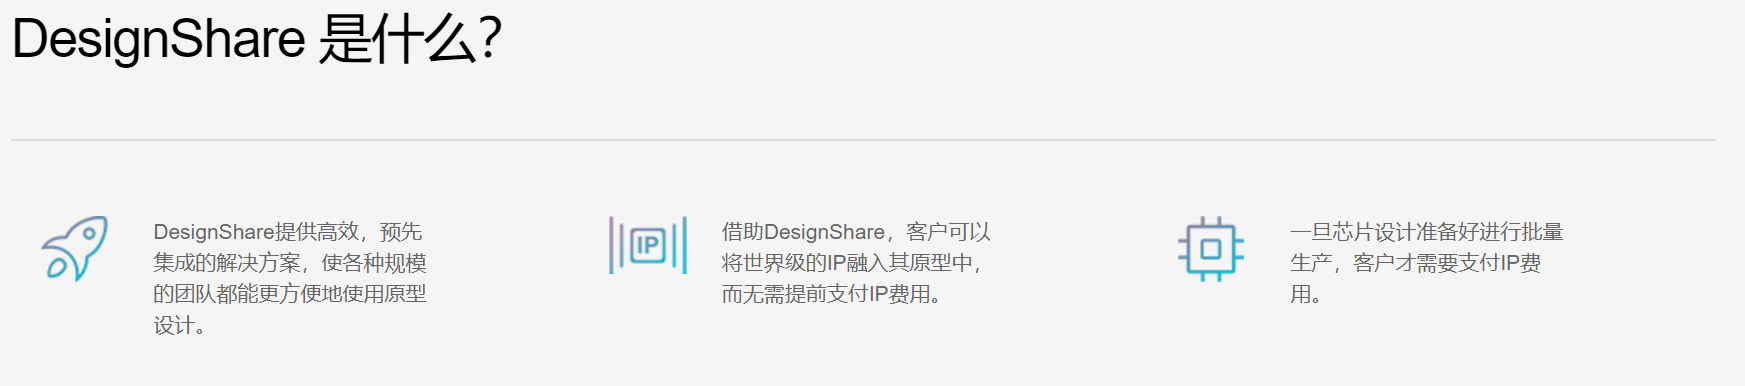 DesignShare 是什么?
DesignShare提供高效，预先
集成的解决方案，使各种规模
的团队都能更方便地使用原型
设计。
IP
借助DesignShare，客户可以
将世界级的IP融入其原型中，
而无需提前支付IP费用。
一旦芯片设计准备好进行批量
生产，客户才需要支付IP费
用。